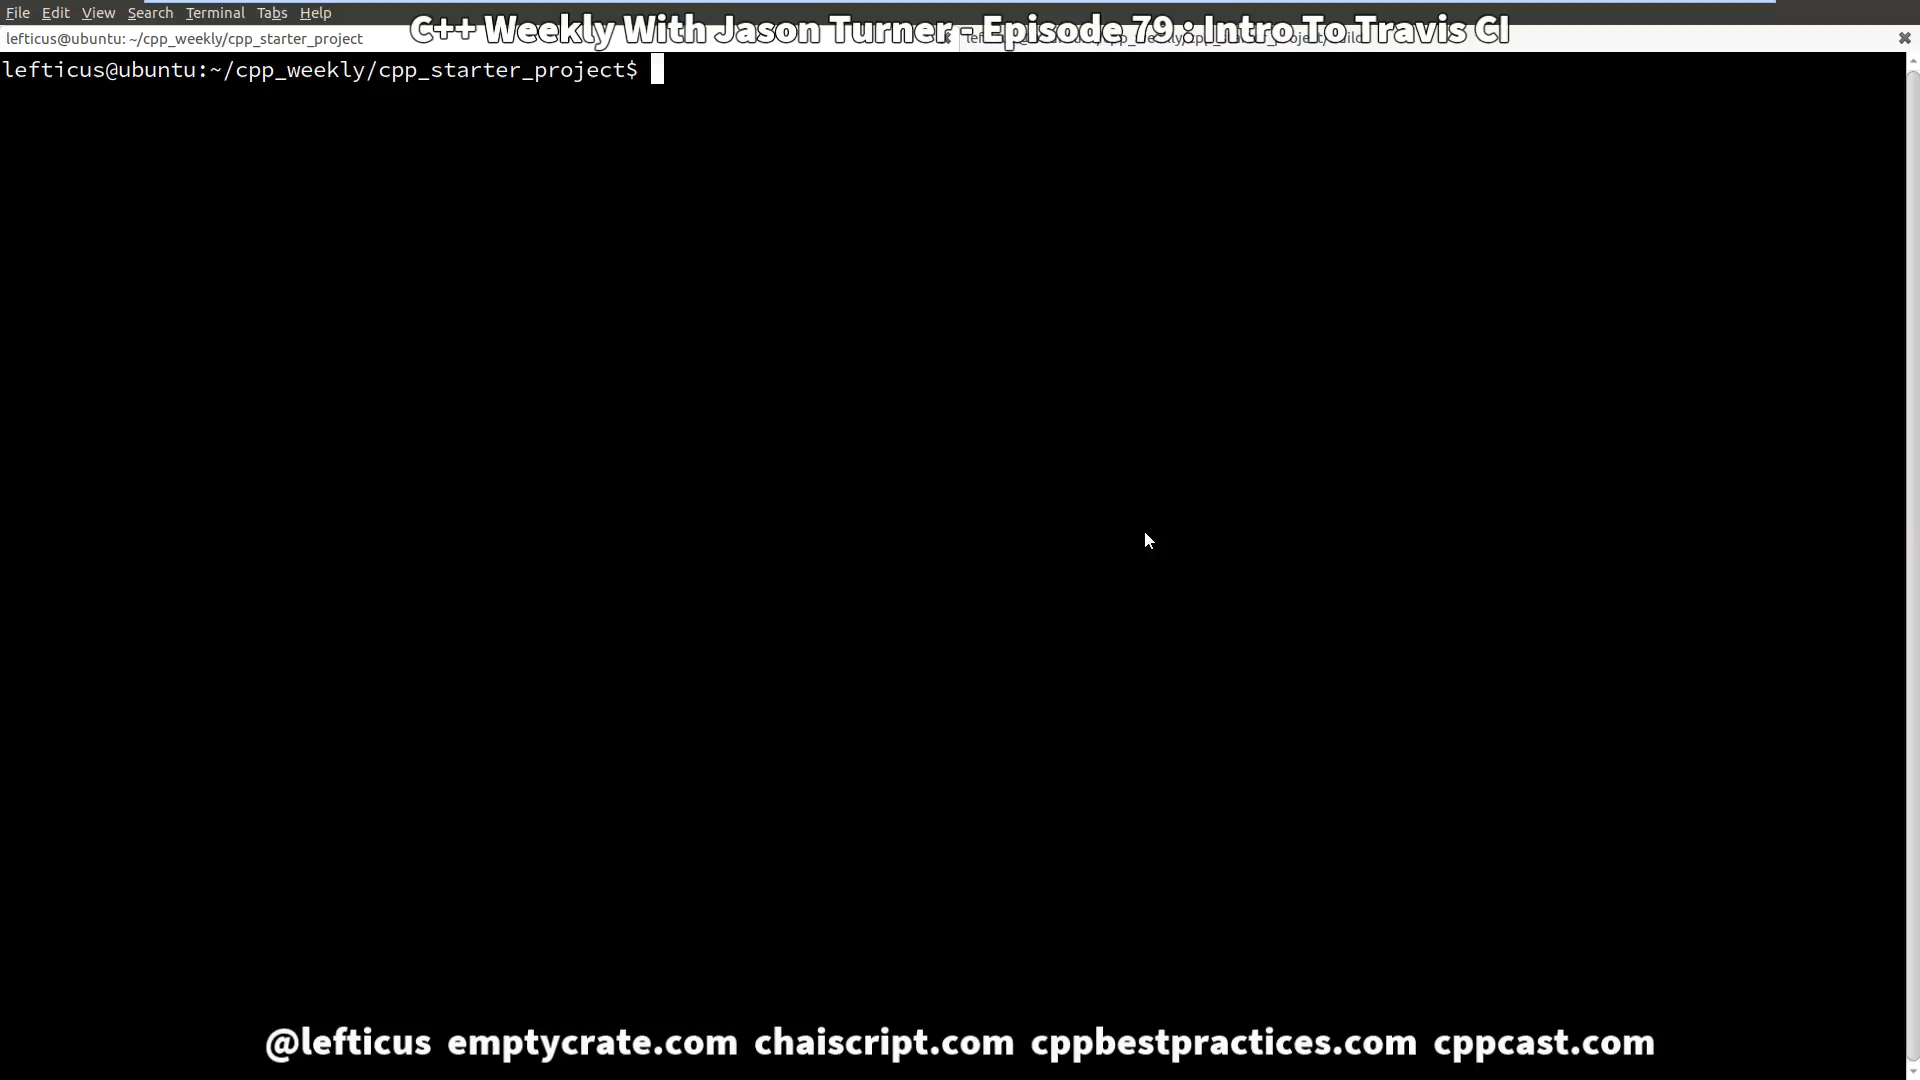 File Edit View Search Terminal Tabs Help
C++ Weekly With Jason Turner - Episode 79 : Intro To Travis CI
lefticus@ubuntu: ~/cpp_weekly/cpp_starter_project
lefticus@ubuntu:~/cpp_weekly/cpp_starter_project$
@lefticus emptycrate.com chaiscript.com cppbestpractices.com cppcast.com